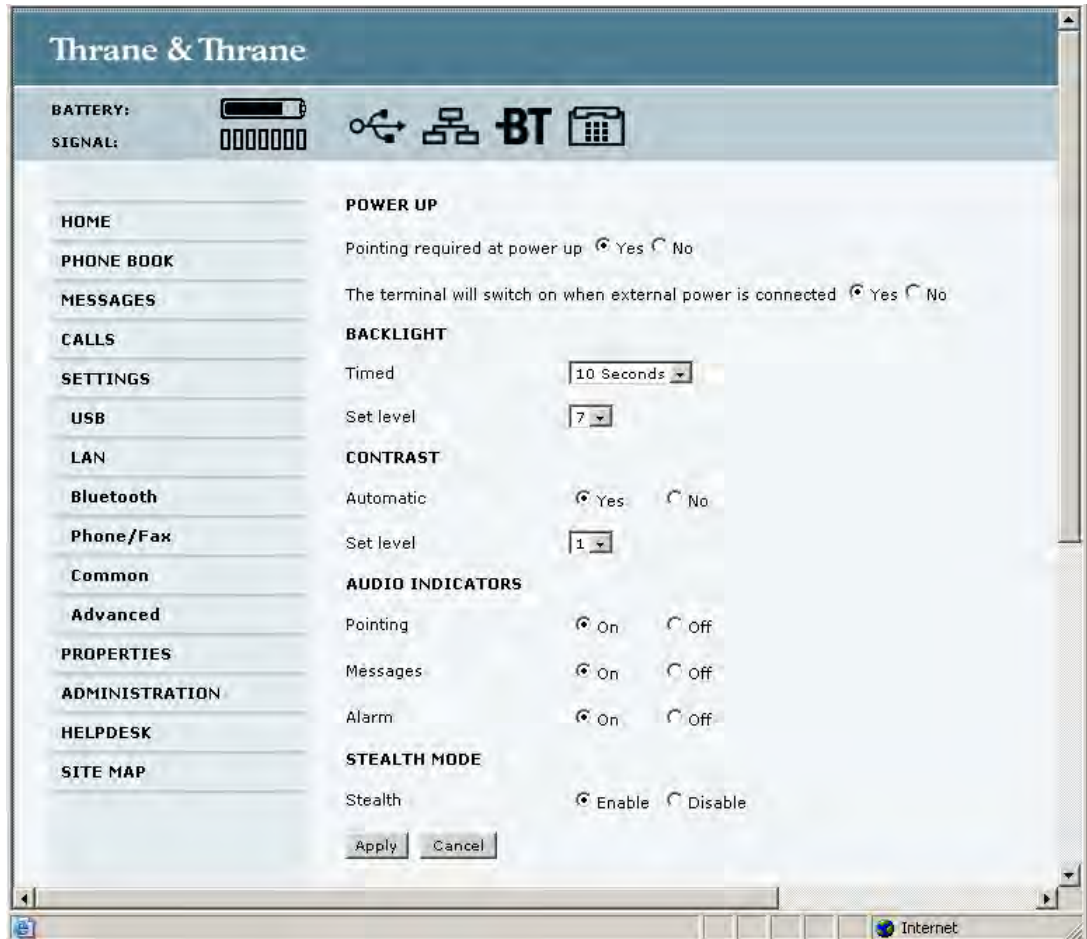 Thrane & Thrane
BATTERY:
SIGNAL:
BT
HOME
PHONE BOOK
MESSAGES
CALLS
SETTINGS
USB
LAN
Bluetooth
Phone/Fax
Common
Advanced
PROPERTIES
ADMINISTRATION
HELPDESK
SITE MAP
POWER UP
Pointing required at power up Yes No
The terminal will switch on when external power is connected Yes No
BACKLIGHT
Timed 10 Seconds
Set level 7
CONTRAST
Automatic Yes No
Set level 1
AUDIO INDICATORS
Pointing On Off
Messages On Off
Alarm On Off
STEALTH MODE
Stealth Enable Disable
Apply Cancel
Internet